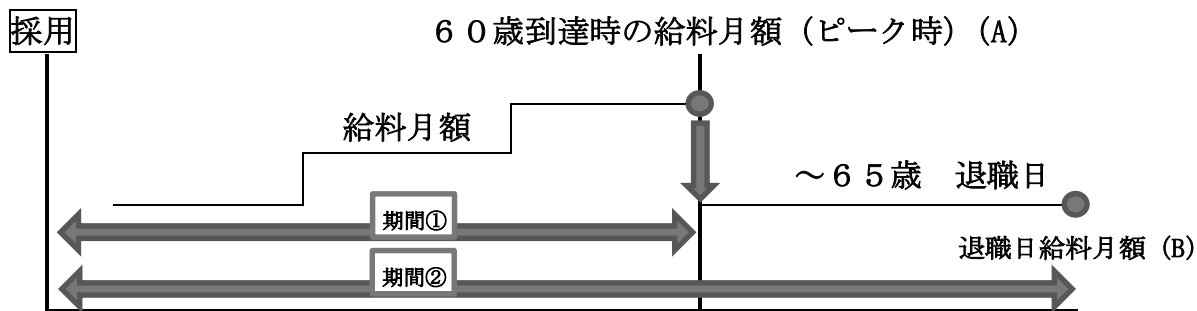 採用
６０歳到達時の給料月額（ピーク時）(A)
給料月額
～６５歳　退職日
期間①
退職日給料月額（B）
期間②